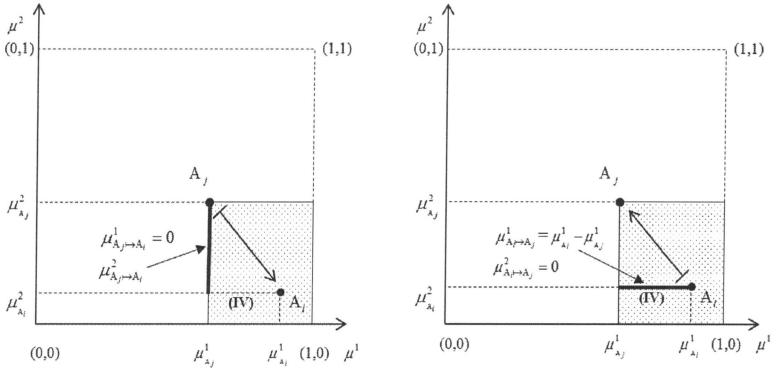 μ²
(0,1)
(1,1)
A_j
μ²_{A_j}
μ¹_{A_j↦A_i} = 0
μ²_{A_j↦A_i}
A_i
μ²_{A_i}
(IV)
(0,0)
μ¹_{A_j}
μ¹_{A_i}
(1,0)
μ¹
μ²
(0,1)
(1,1)
A_j
μ²_{A_j}
μ¹_{A_i↦A_j} = μ¹_{A_i} − μ¹_{A_j}
μ²_{A_i↦A_j} = 0
A_i
μ²_{A_i}
(IV)
(0,0)
μ¹_{A_j}
μ¹_{A_i}
(1,0)
μ¹